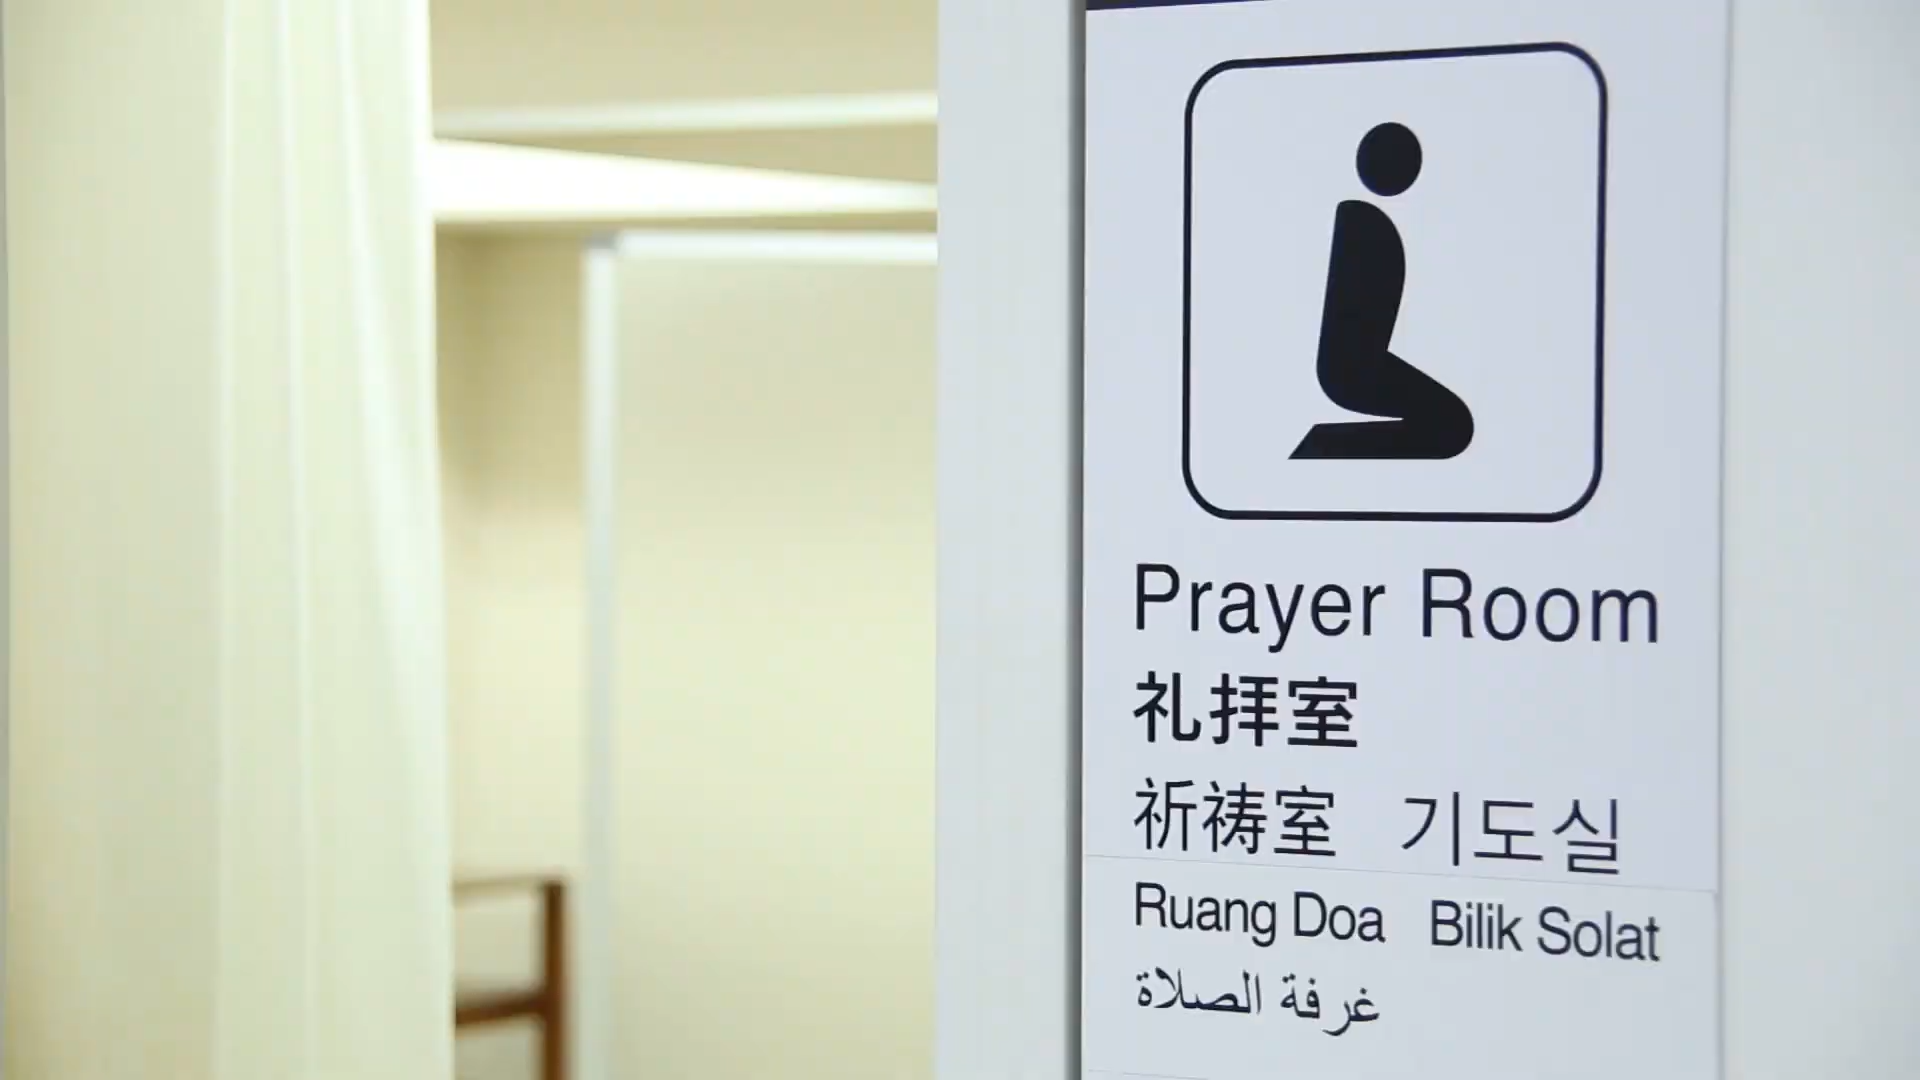 Prayer Room
礼拝室
祈祷室 기도실
Ruang Doa Bilik Solat
غرفة الصلاة